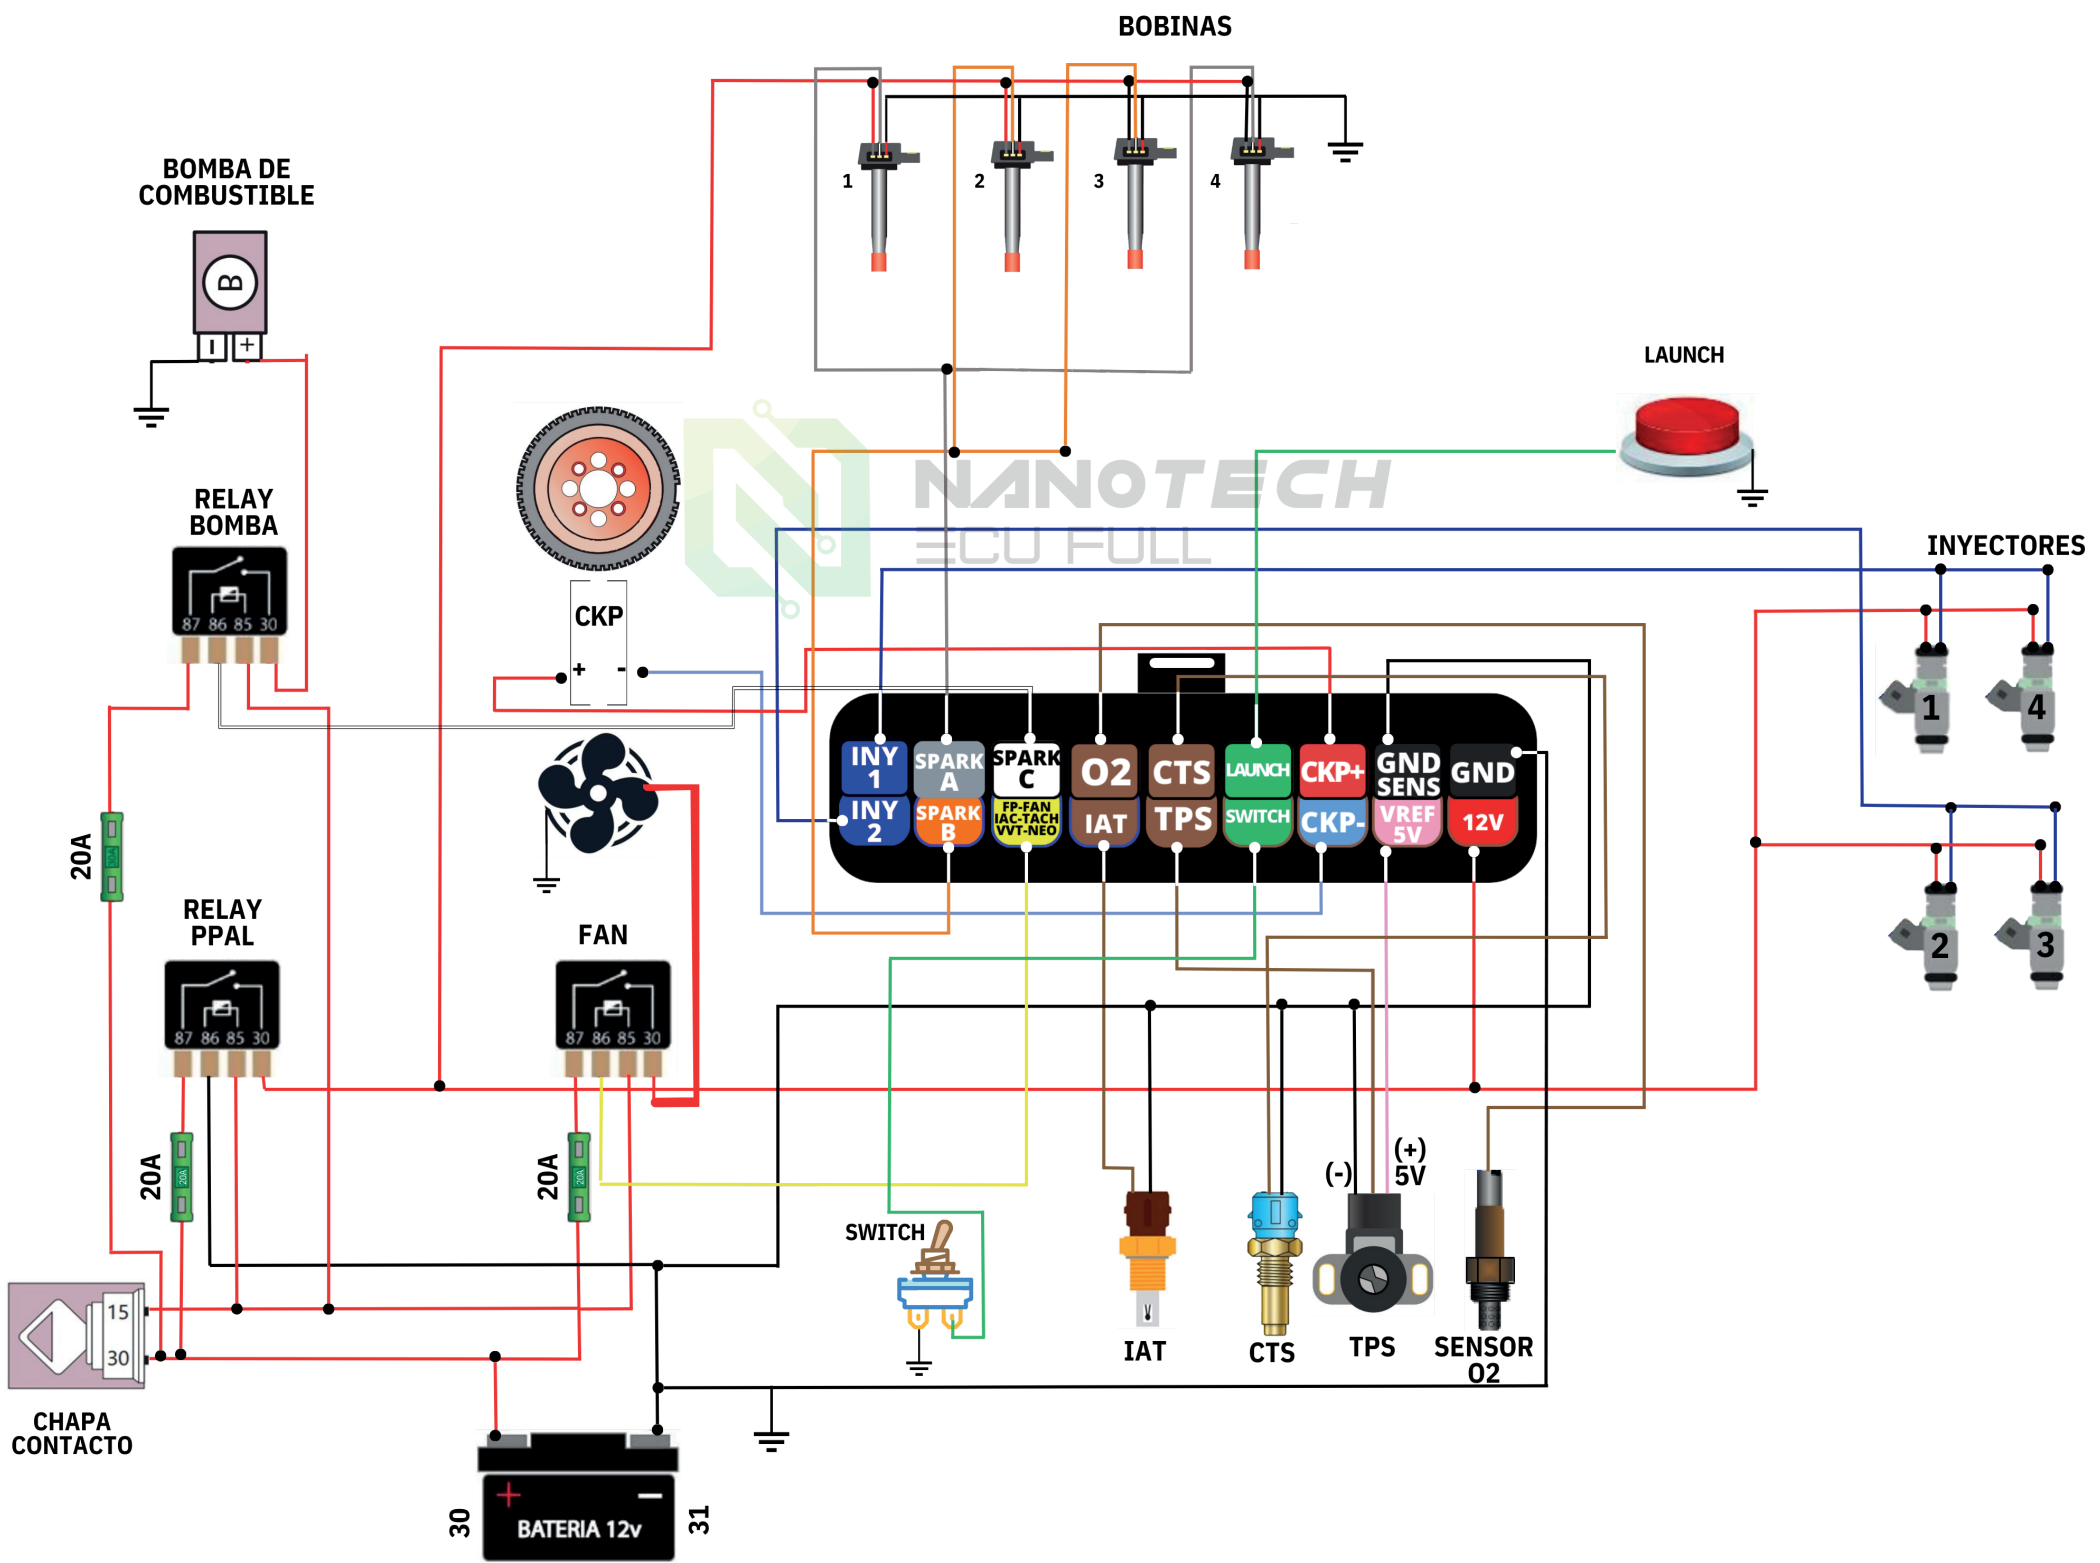 BOBINAS
1
2
3
4
BOMBA DE
COMBUSTIBLE
B
- +
LAUNCH
NANOTECH
ECU FULL
RELAY
BOMBA
87 86 85 30
CKP
+ -
INYECTORES
1
4
2
3
INY
1
SPARK
A
SPARK
C
O2
CTS
LAUNCH
CKP+
GND
SENS
GND
INY
2
SPARK
B
FP-FAN
IAC-TACH
VVT-NEO
IAT
TPS
SWITCH
CKP-
VREF
5V
12V
20A
RELAY
PPAL
87 86 85 30
FAN
87 86 85 30
20A
20A
20A
20A
(-)
(+)
5V
SWITCH
IAT
CTS
TPS
SENSOR
O2
15
30
CHAPA
CONTACTO
30
+ -
BATERIA 12v
31